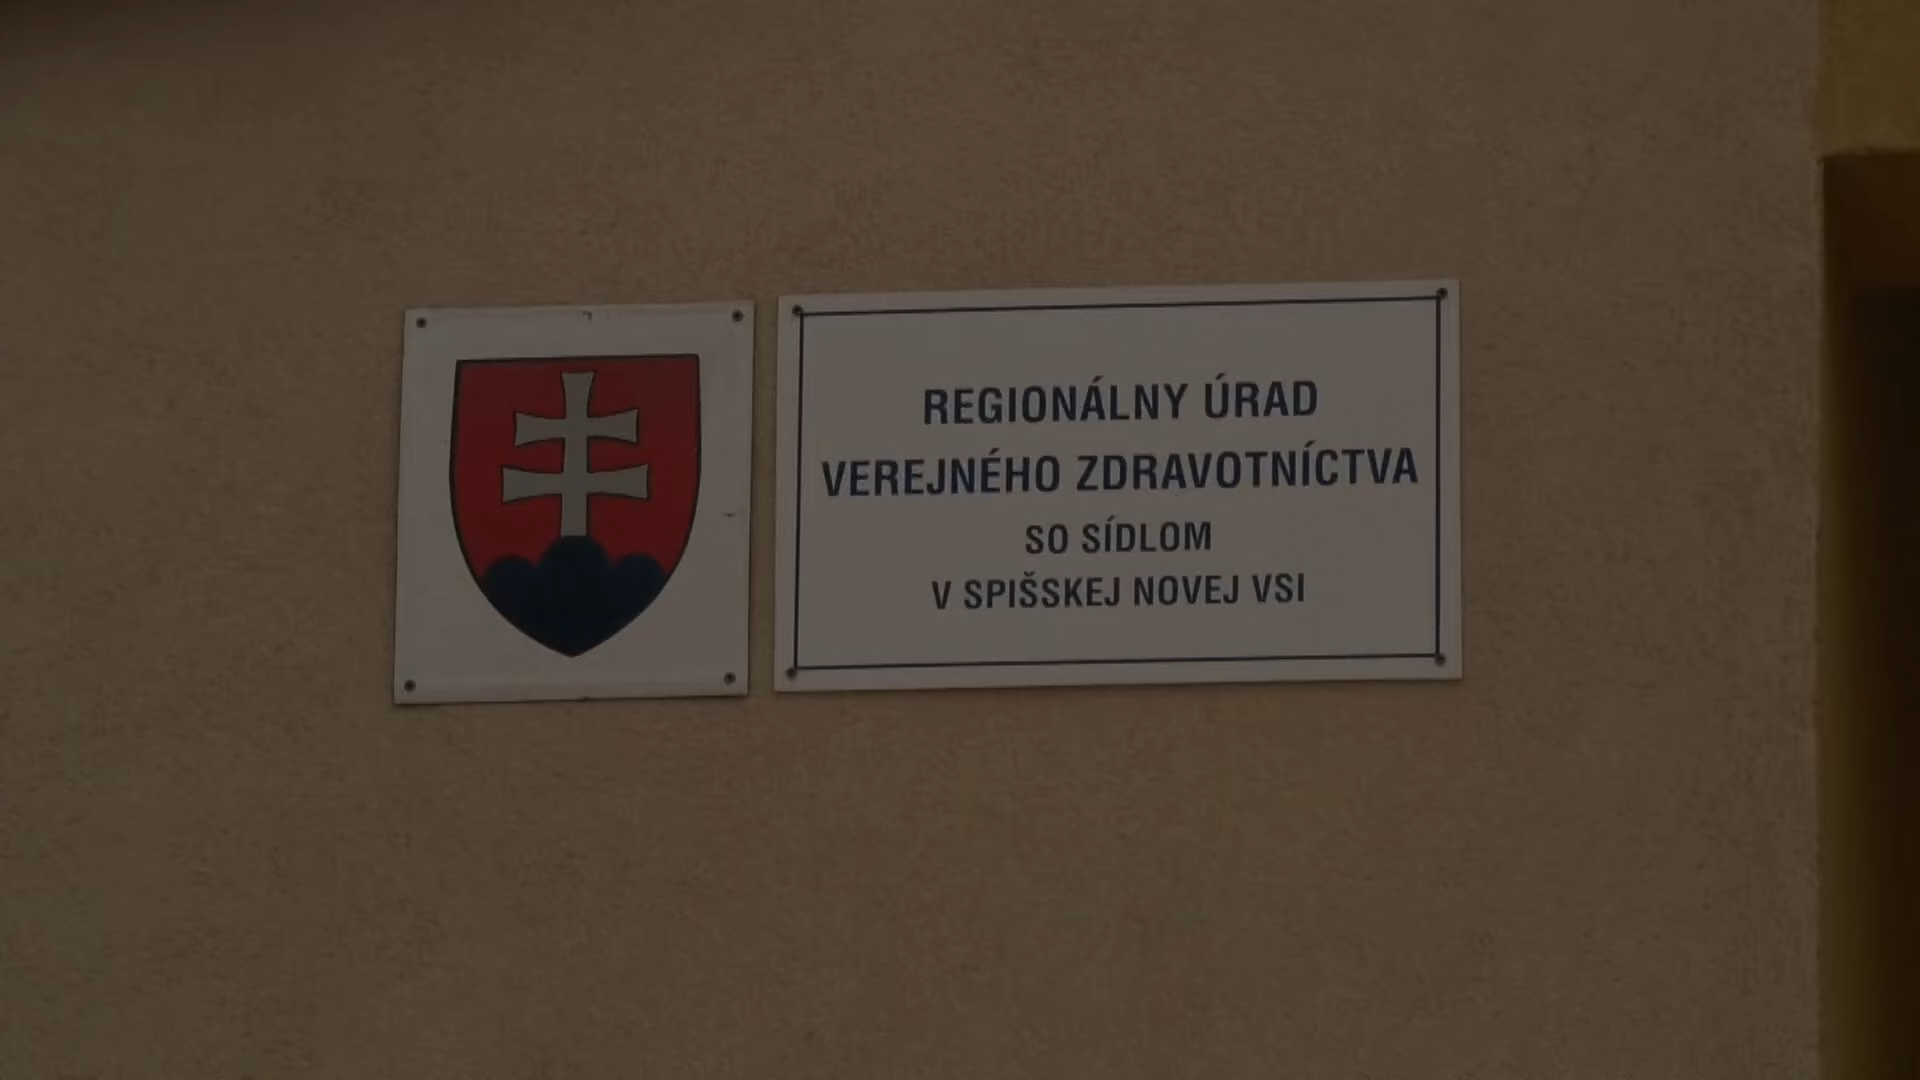 REGIONÁLNY ÚRAD
VEREJNÉHO ZDRAVOTNÍCTVA
SO SÍDLOM
V SPIŠSKEJ NOVEJ VSI